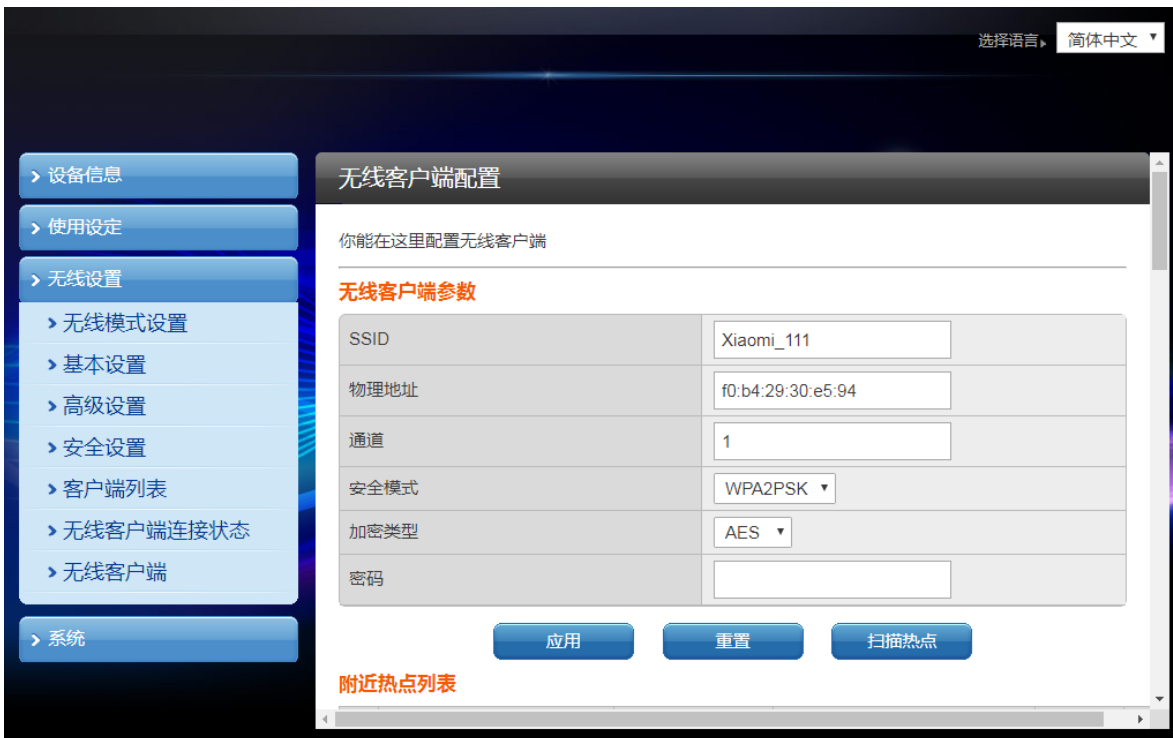 选择语言 简体中文
设备信息
使用设定
无线设置
无线模式设置
基本设置
高级设置
安全设置
客户端列表
无线客户端连接状态
无线客户端
系统
无线客户端配置
你能在这里配置无线客户端
无线客户端参数
SSID Xiaomi_111
物理地址 f0:b4:29:30:e5:94
通道 1
安全模式 WPA2PSK
加密类型 AES
密码
应用 重置 扫描热点
附近热点列表